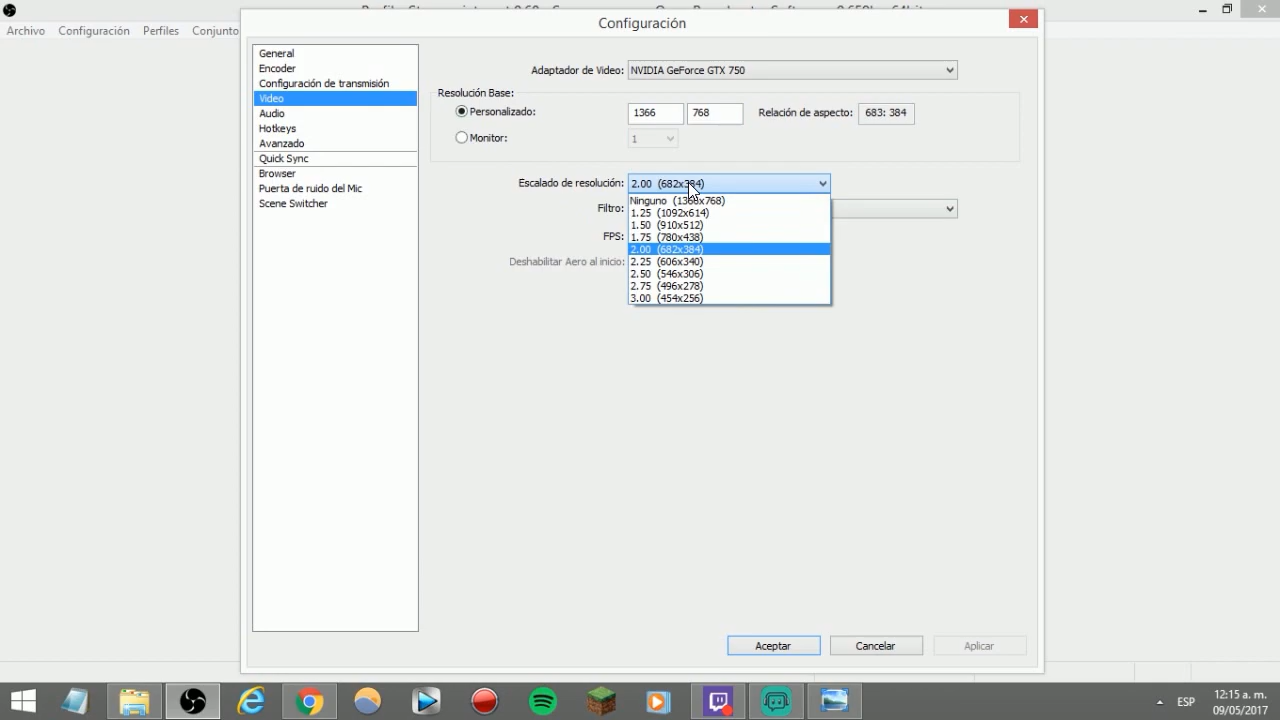 Configuración
Archivo Configuración Perfiles Conjunto
General
Encoder
Configuración de transmisión
Video
Audio
Hotkeys
Avanzado
Quick Sync
Browser
Puerta de ruido del Mic
Scene Switcher
Adaptador de Video: NVIDIA GeForce GTX 750
Resolución Base:
Personalizado: 1366 768 Relación de aspecto: 683: 384
Monitor: 1
Escalado de resolución: 2.00 (682x384)
Ninguno (1366x768)
Filtro:
1.25 (1092x614)
1.50 (910x512)
FPS:
1.75 (780x438)
2.00 (682x384)
Deshabilitar Aero al inicio:
2.25 (606x340)
2.50 (546x306)
2.75 (496x278)
3.00 (454x256)
Aceptar Cancelar Aplicar
ESP
12:15 a. m.
09/05/2017